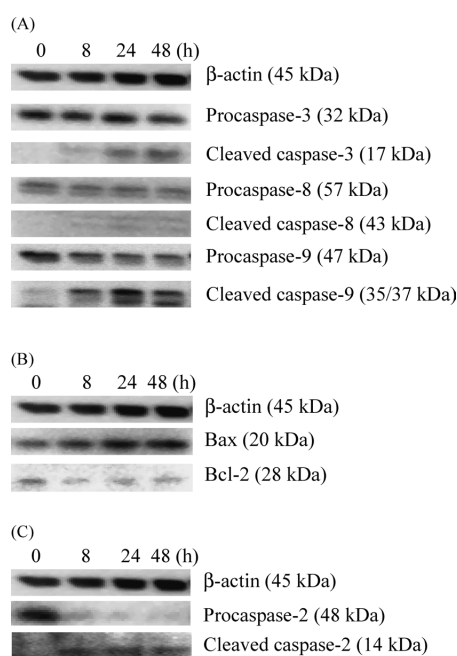 (A)
0 8 24 48 (h)
β-actin (45 kDa)
Procaspase-3 (32 kDa)
Cleaved caspase-3 (17 kDa)
Procaspase-8 (57 kDa)
Cleaved caspase-8 (43 kDa)
Procaspase-9 (47 kDa)
Cleaved caspase-9 (35/37 kDa)
(B)
0 8 24 48 (h)
β-actin (45 kDa)
Bax (20 kDa)
Bcl-2 (28 kDa)
(C)
0 8 24 48 (h)
β-actin (45 kDa)
Procaspase-2 (48 kDa)
Cleaved caspase-2 (14 kDa)